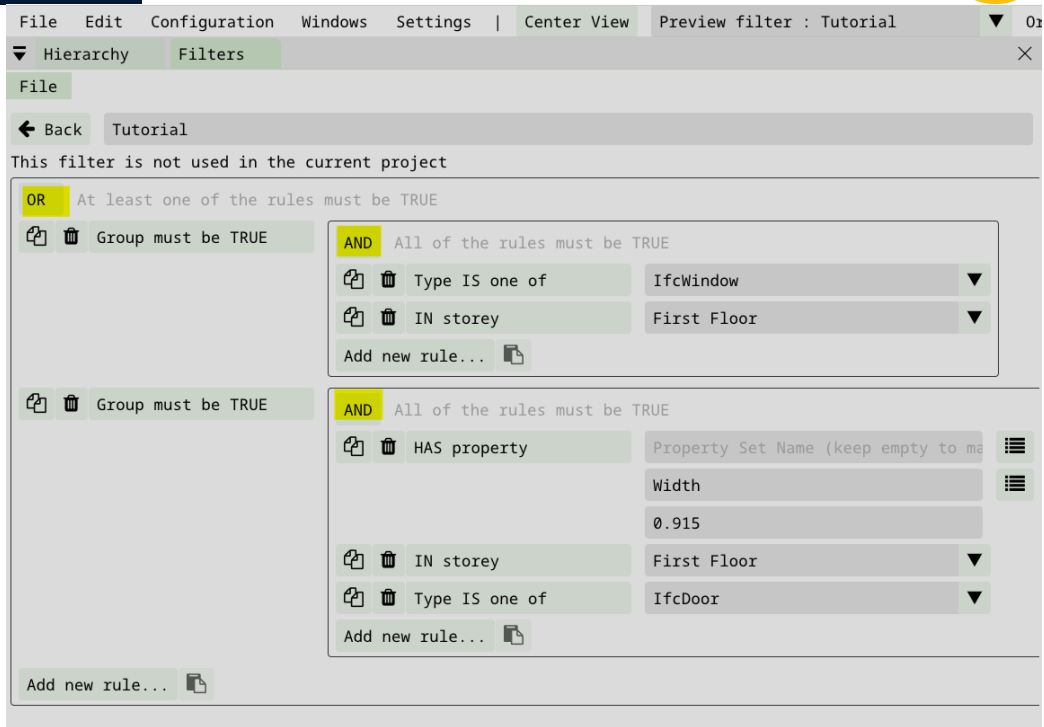 File Edit Configuration Windows Settings | Center View Preview filter : Tutorial
Hierarchy Filters
File
Back Tutorial
This filter is not used in the current project
OR At least one of the rules must be TRUE
Group must be TRUE
AND All of the rules must be TRUE
Type IS one of IfcWindow
IN storey First Floor
Add new rule...
Group must be TRUE
AND All of the rules must be TRUE
HAS property Property Set Name (keep empty to ma
Width
0.915
IN storey First Floor
Type IS one of IfcDoor
Add new rule...
Add new rule...